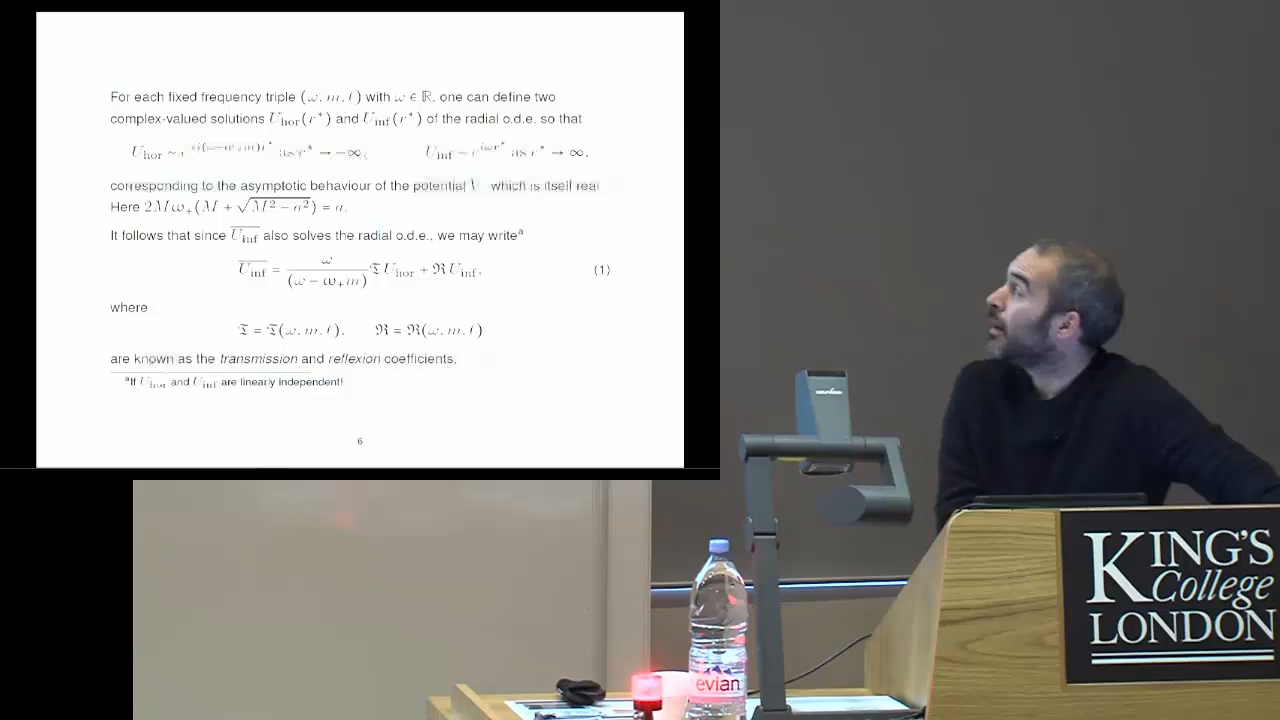 For each fixed frequency triple (ω, m, ℓ) with ω ∈ ℝ, one can define two
complex-valued solutions U_hor(r*) and U_inf(r*) of the radial o.d.e. so that
U_hor ~ as r* → −∞, U_inf ~ e^{iωr*} as r* → ∞,
corresponding to the asymptotic behaviour of the potential V which is itself real
Here 2Mω₊(M + √(M² − a²)) = a.
It follows that since \overline{U_inf} also solves the radial o.d.e., we may write^a
\overline{U_inf} = ω/(ω − ω₊m) 𝔗 U_hor + ℜ U_inf, (1)
where
𝔗 = 𝔗(ω, m, ℓ), ℜ = ℜ(ω, m, ℓ)
are known as the transmission and reflexion coefficients.
^a If U_hor and U_inf are linearly independent!
6
KING'S
College
LONDON
evian